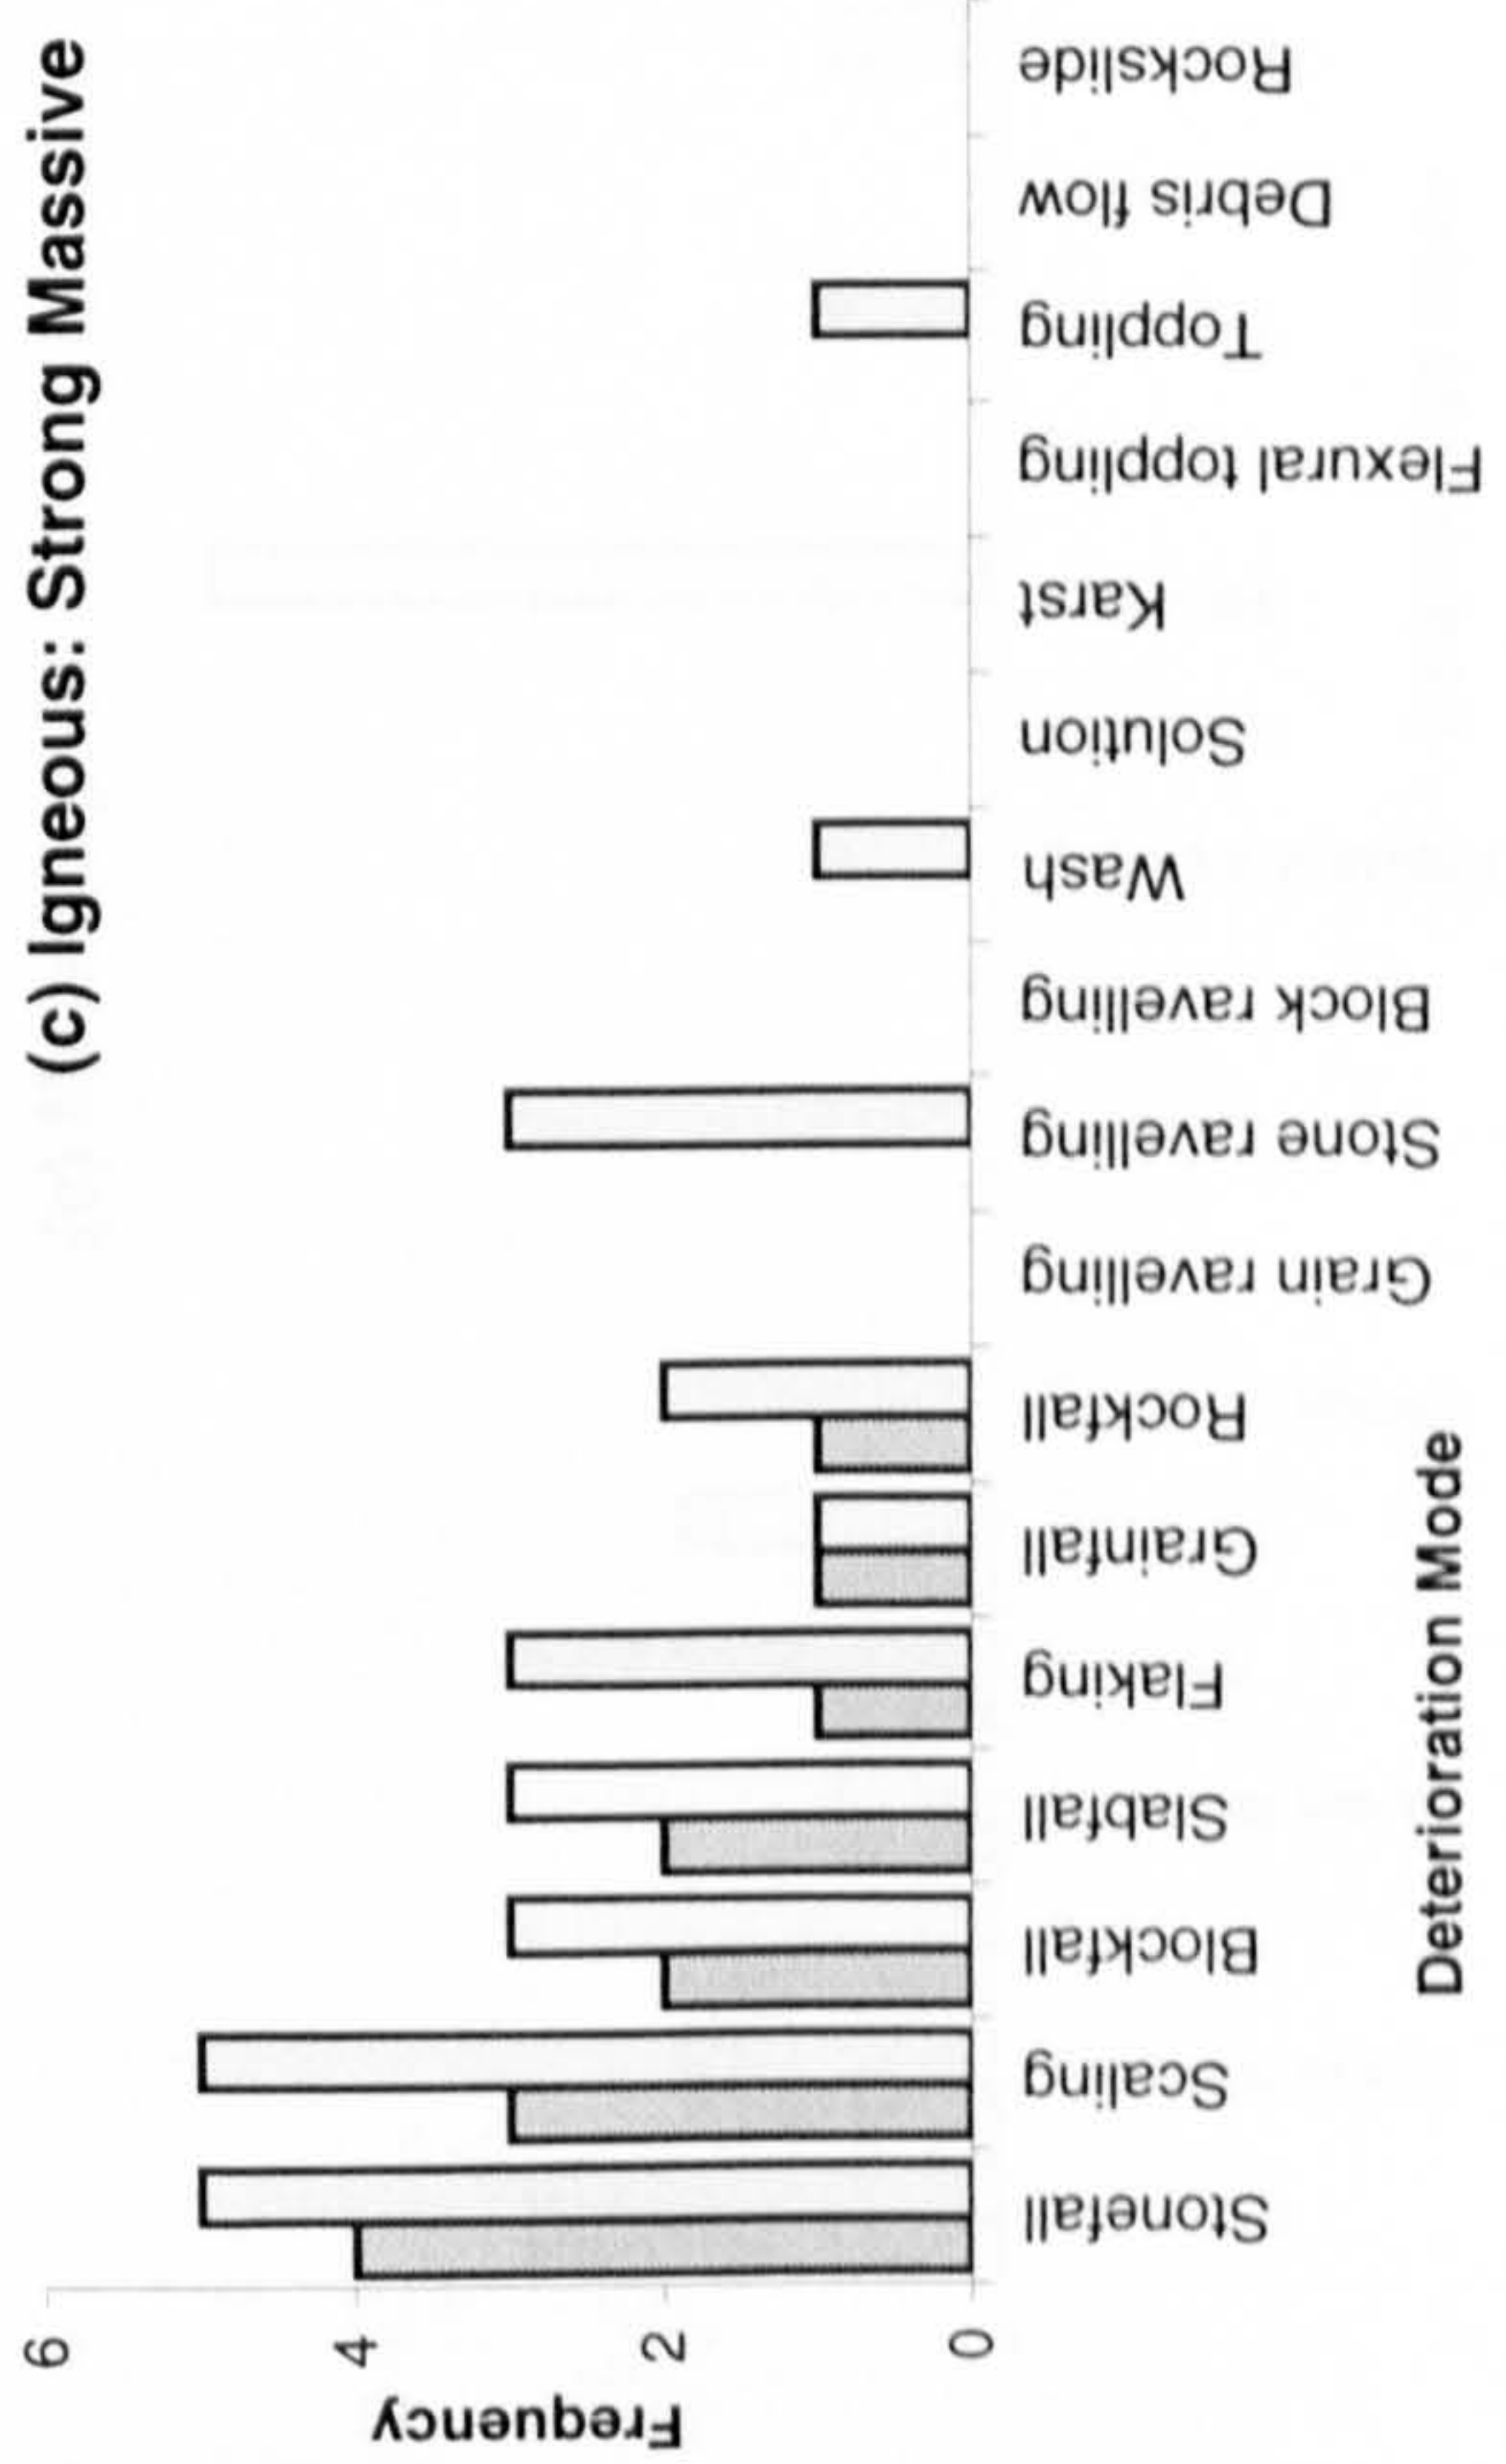 (c) Igneous: Strong Massive
Frequency
6
4
2
0
Stonefall
Scaling
Blockfall
Slabfall
Flaking
Grainfall
Rockfall
Grain ravelling
Stone ravelling
Block ravelling
Wash
Solution
Karst
Flexural toppling
Toppling
Debris flow
Rockslide
Deterioration Mode